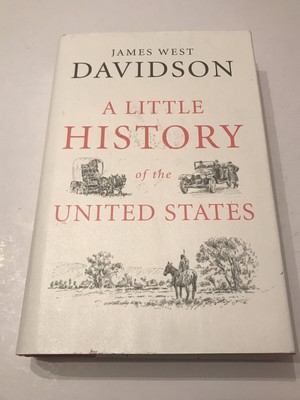 JAMES WEST
DAVIDSON
A LITTLE
HISTORY
of the
UNITED STATES